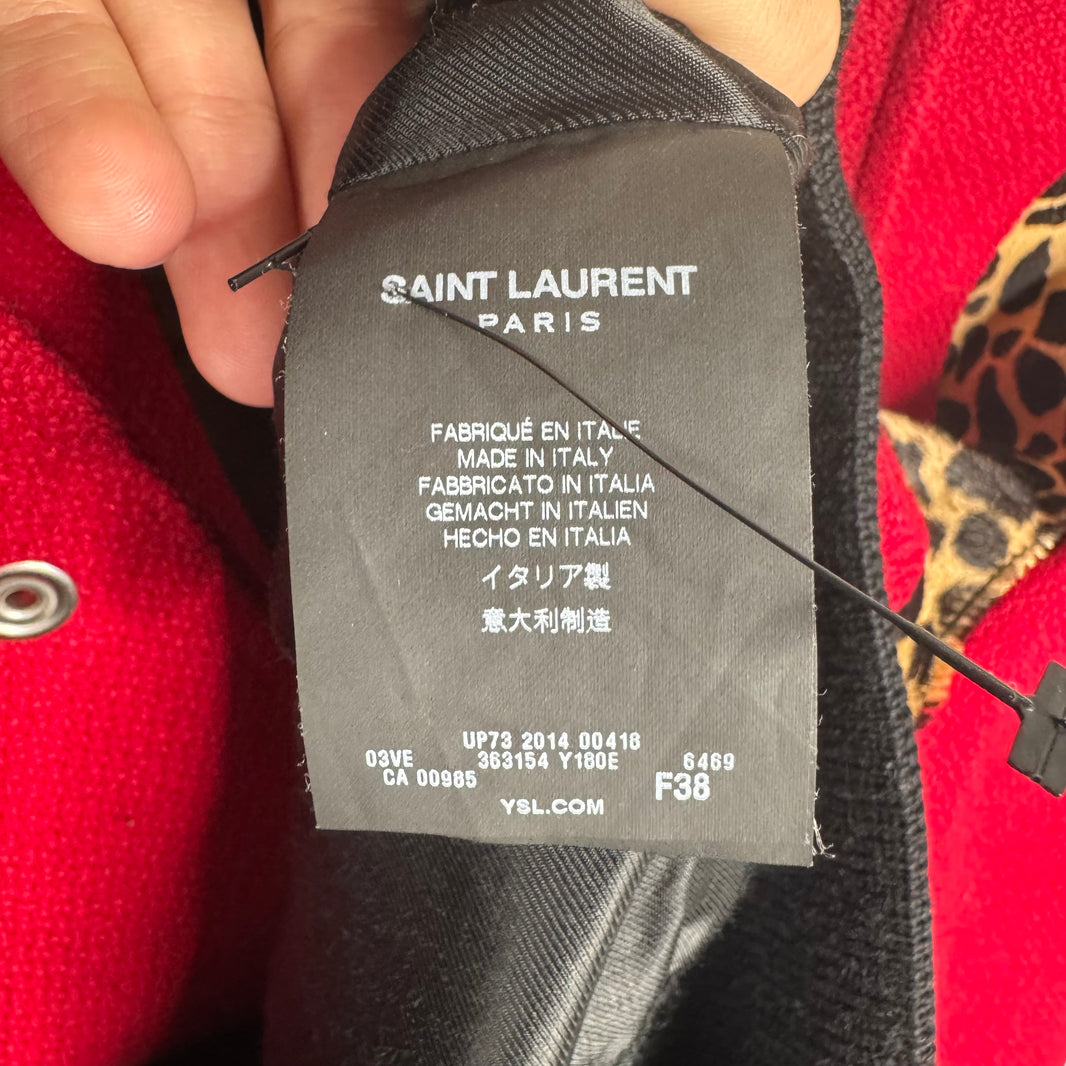 SAINT LAURENT
PARIS
FABRIQUÉ EN ITALIE
MADE IN ITALY
FABBRICATO IN ITALIA
GEMACHT IN ITALIEN
HECHO EN ITALIA
イタリア製
意大利制造
UP73 2014 00418
03VE 363154 Y180E 6469
CA 00985 F38
YSL.COM